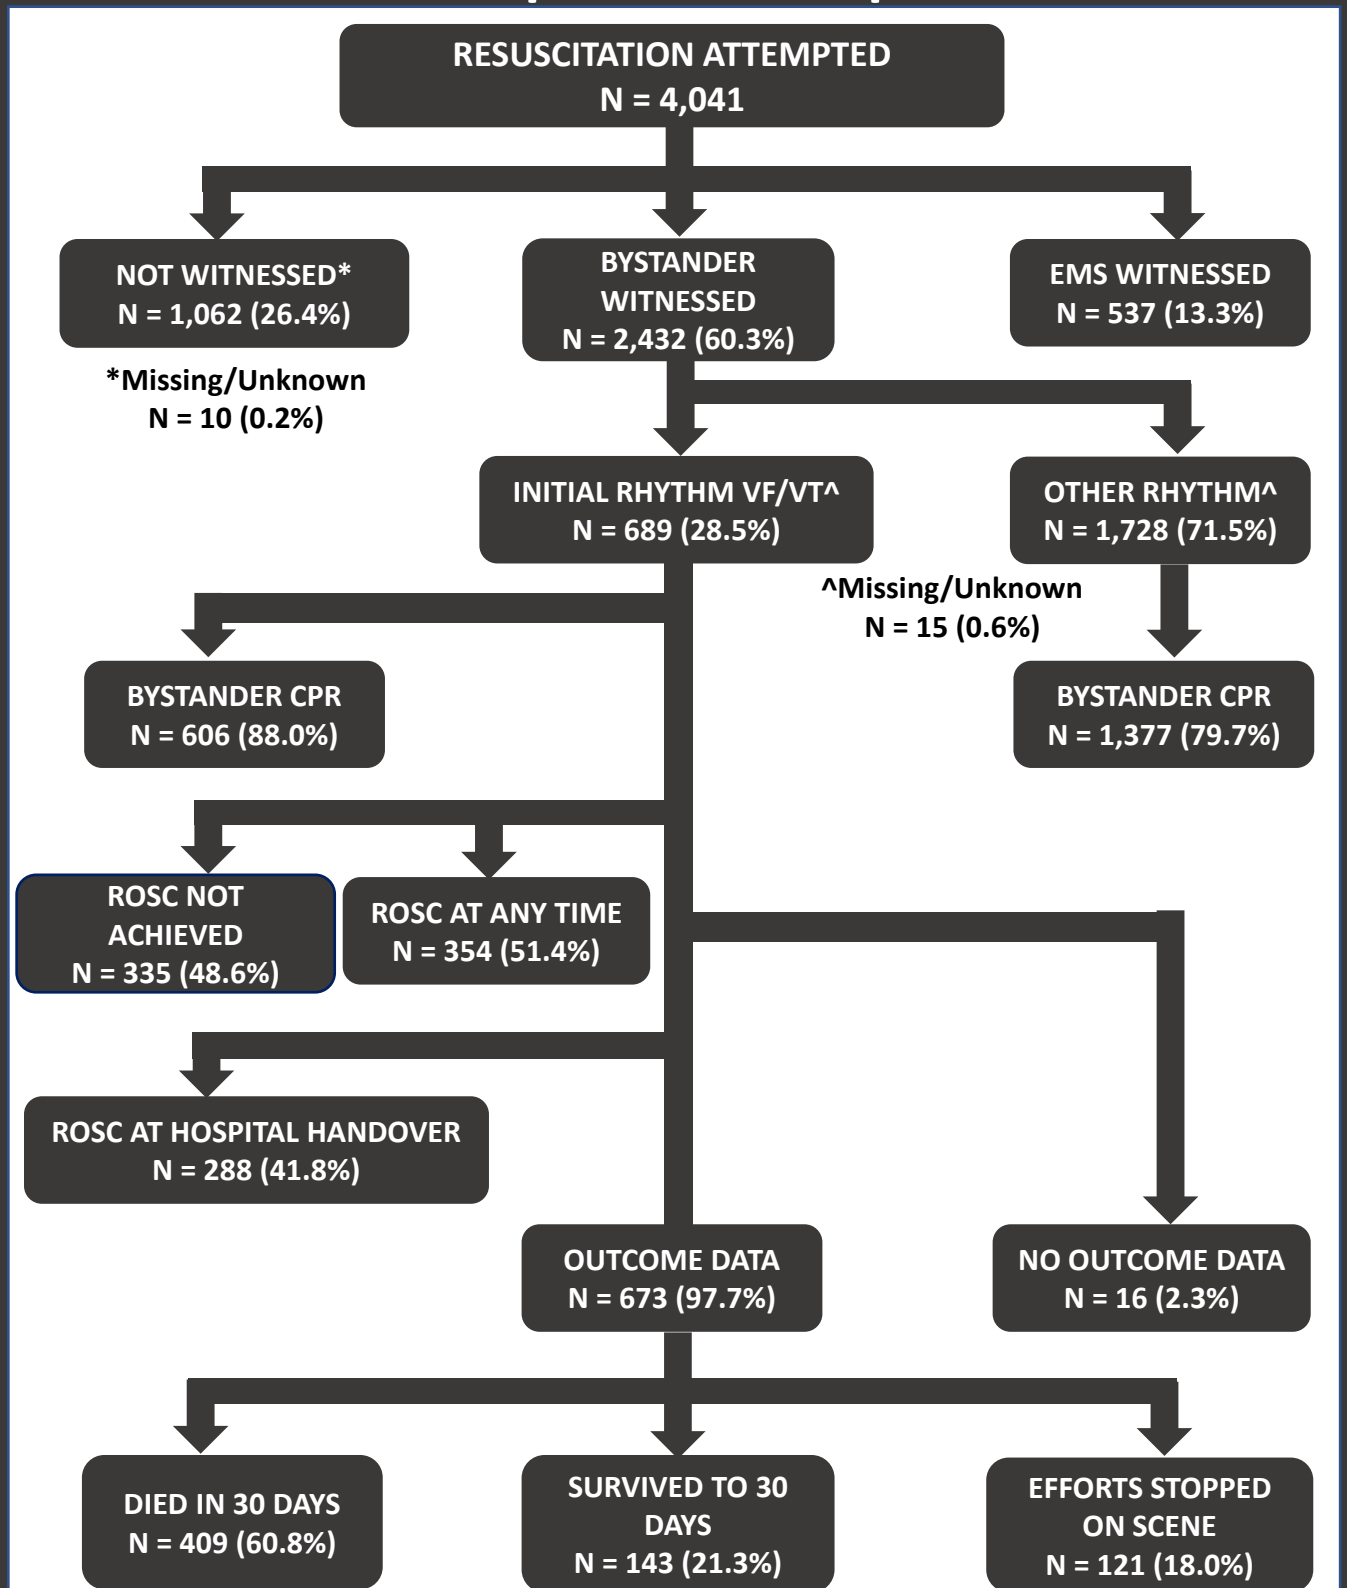 RESUSCITATION ATTEMPTED
N = 4,041
NOT WITNESSED*
N = 1,062 (26.4%)
*Missing/Unknown
N = 10 (0.2%)
BYSTANDER
WITNESSED
N = 2,432 (60.3%)
EMS WITNESSED
N = 537 (13.3%)
INITIAL RHYTHM VF/VT^
N = 689 (28.5%)
OTHER RHYTHM^
N = 1,728 (71.5%)
^Missing/Unknown
N = 15 (0.6%)
BYSTANDER CPR
N = 606 (88.0%)
BYSTANDER CPR
N = 1,377 (79.7%)
ROSC NOT
ACHIEVED
N = 335 (48.6%)
ROSC AT ANY TIME
N = 354 (51.4%)
ROSC AT HOSPITAL HANDOVER
N = 288 (41.8%)
OUTCOME DATA
N = 673 (97.7%)
NO OUTCOME DATA
N = 16 (2.3%)
DIED IN 30 DAYS
N = 409 (60.8%)
SURVIVED TO 30
DAYS
N = 143 (21.3%)
EFFORTS STOPPED
ON SCENE
N = 121 (18.0%)